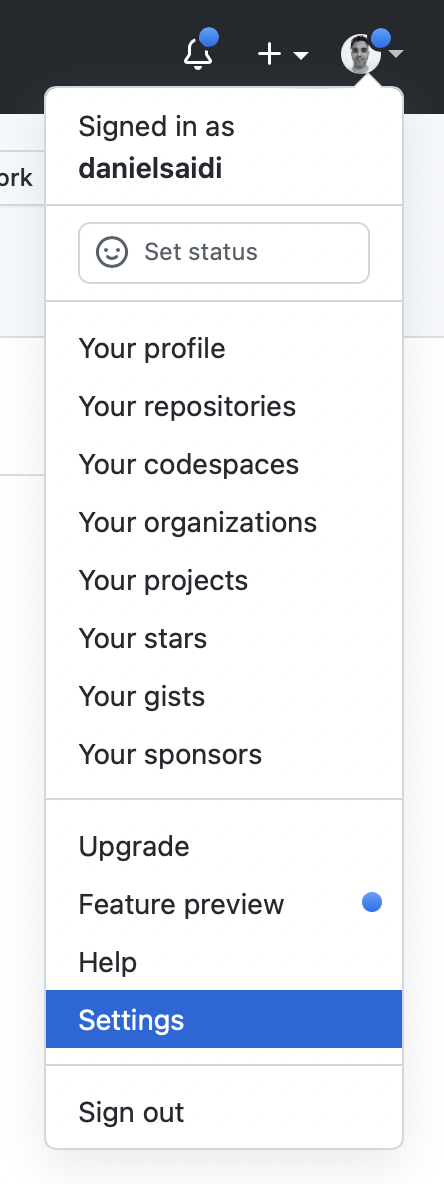 ork
Signed in as
danielsaidi
Set status
Your profile
Your repositories
Your codespaces
Your organizations
Your projects
Your stars
Your gists
Your sponsors
Upgrade
Feature preview
Help
Settings
Sign out